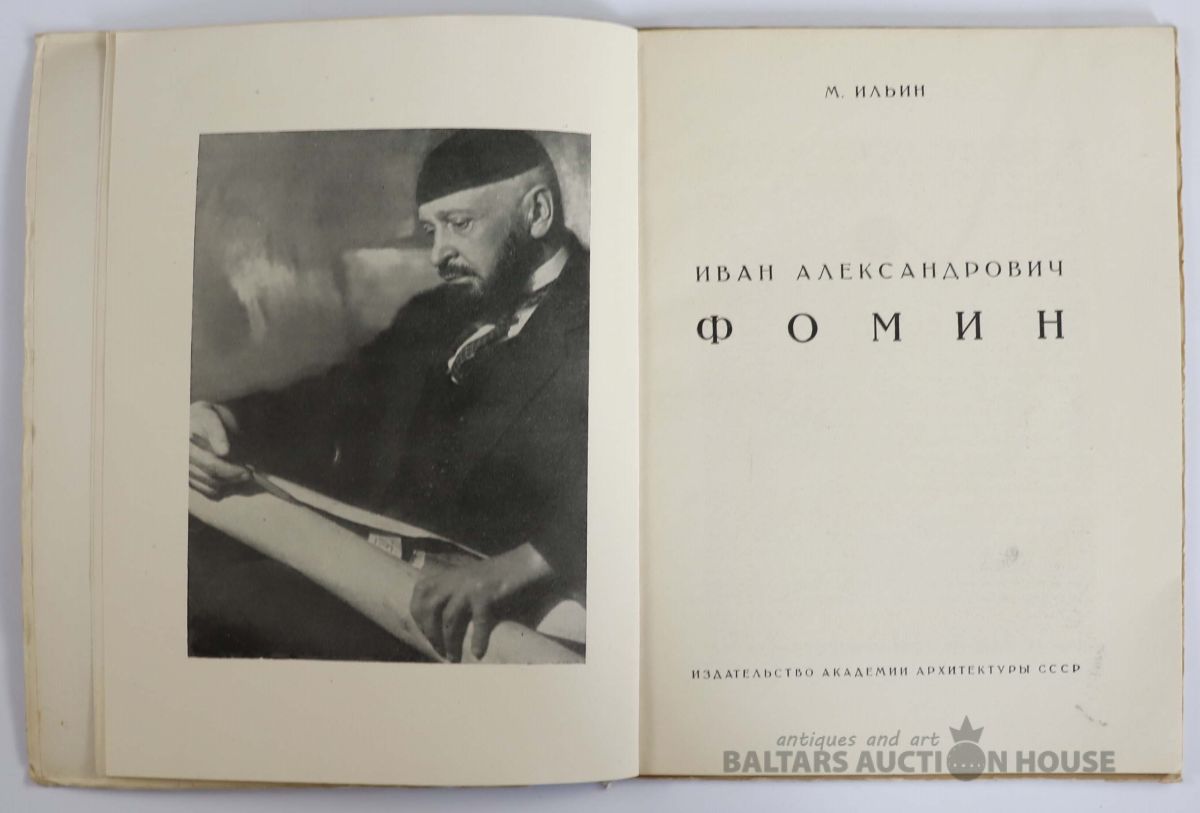 М. ИЛЬИН
ИВАН АЛЕКСАНДРОВИЧ
ФОМИН
ИЗДАТЕЛЬСТВО АКАДЕМИИ АРХИТЕКТУРЫ СССР
antiques and art
BALTARS AUCTION HOUSE